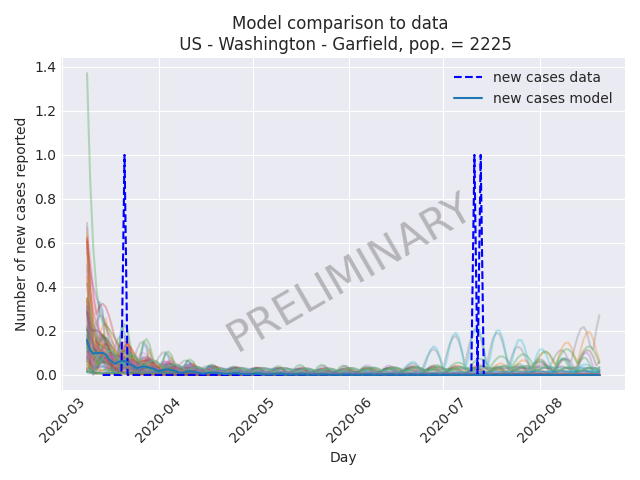 Model comparison to data
US - Washington - Garfield, pop. = 2225
new cases data
new cases model
Number of new cases reported
1.4
1.2
1.0
0.8
0.6
0.4
0.2
0.0
PRELIMINARY
2020-03
2020-04
2020-05
2020-06
2020-07
2020-08
Day